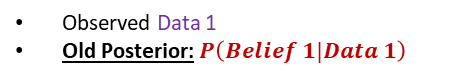 • Observed Data 1
• Old Posterior: P(Belief 1|Data 1)